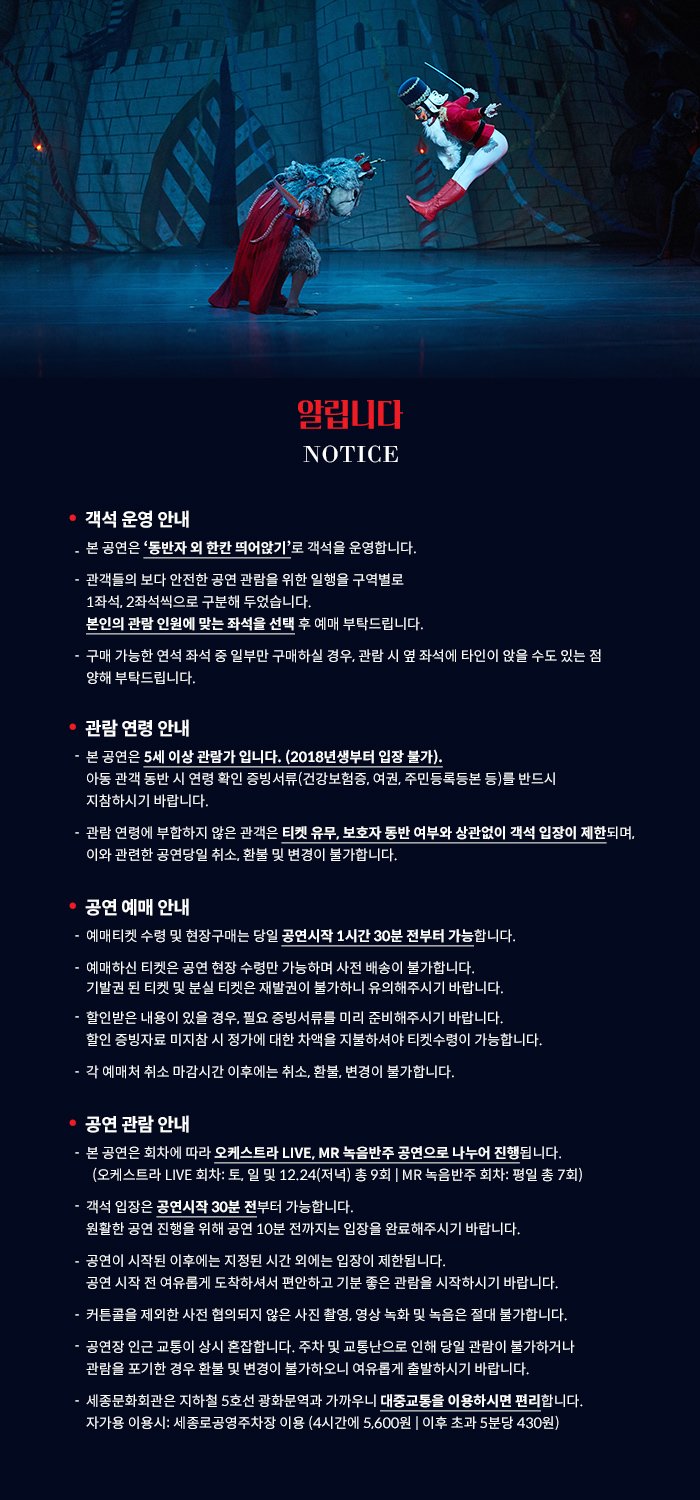 알립니다
NOTICE
• 객석 운영 안내
- 본 공연은 ‘동반자 외 한칸 띄어앉기’로 객석을 운영합니다.
- 관객들의 보다 안전한 공연 관람을 위한 일행을 구역별로
1좌석, 2좌석씩으로 구분해 두었습니다.
본인의 관람 인원에 맞는 좌석을 선택 후 예매 부탁드립니다.
- 구매 가능한 연석 좌석 중 일부만 구매하실 경우, 관람 시 옆 좌석에 타인이 앉을 수도 있는 점
양해 부탁드립니다.
• 관람 연령 안내
- 본 공연은 5세 이상 관람가 입니다. (2018년생부터 입장 불가).
아동 관객 동반 시 연령 확인 증빙서류(건강보험증, 여권, 주민등록등본 등)를 반드시
지참하시기 바랍니다.
- 관람 연령에 부합하지 않은 관객은 티켓 유무, 보호자 동반 여부와 상관없이 객석 입장이 제한되며,
이와 관련한 공연당일 취소, 환불 및 변경이 불가합니다.
• 공연 예매 안내
- 예매티켓 수령 및 현장구매는 당일 공연시작 1시간 30분 전부터 가능합니다.
- 예매하신 티켓은 공연 현장 수령만 가능하며 사전 배송이 불가합니다.
기발권 된 티켓 및 분실 티켓은 재발권이 불가하니 유의해주시기 바랍니다.
- 할인받은 내용이 있을 경우, 필요 증빙서류를 미리 준비해주시기 바랍니다.
할인 증빙자료 미지참 시 정가에 대한 차액을 지불하셔야 티켓수령이 가능합니다.
- 각 예매처 취소 마감시간 이후에는 취소, 환불, 변경이 불가합니다.
• 공연 관람 안내
- 본 공연은 회차에 따라 오케스트라 LIVE, MR 녹음반주 공연으로 나누어 진행됩니다.
(오케스트라 LIVE 회차: 토, 일 및 12.24(저녁) 총 9회 | MR 녹음반주 회차: 평일 총 7회)
- 객석 입장은 공연시작 30분 전부터 가능합니다.
원활한 공연 진행을 위해 공연 10분 전까지는 입장을 완료해주시기 바랍니다.
- 공연이 시작된 이후에는 지정된 시간 외에는 입장이 제한됩니다.
공연 시작 전 여유롭게 도착하셔서 편안하고 기분 좋은 관람을 시작하시기 바랍니다.
- 커튼콜을 제외한 사전 협의되지 않은 사진 촬영, 영상 녹화 및 녹음은 절대 불가합니다.
- 공연장 인근 교통이 상시 혼잡합니다. 주차 및 교통난으로 인해 당일 관람이 불가하거나
관람을 포기한 경우 환불 및 변경이 불가하오니 여유롭게 출발하시기 바랍니다.
- 세종문화회관은 지하철 5호선 광화문역과 가까우니 대중교통을 이용하시면 편리합니다.
자가용 이용시: 세종로공영주차장 이용 (4시간에 5,600원 | 이후 초과 5분당 430원)